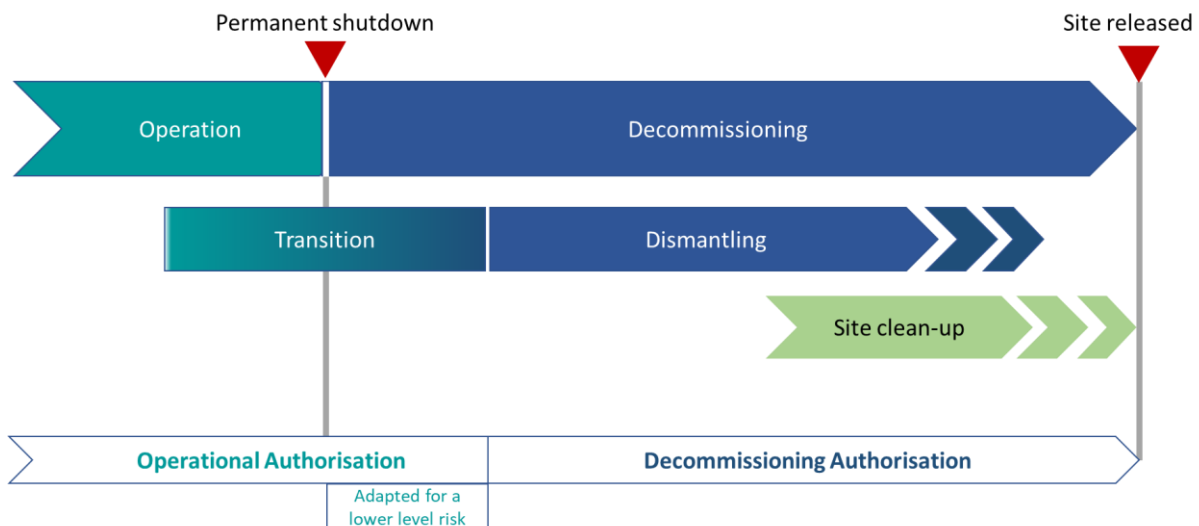 Permanent shutdown
Site released
Operation
Decommissioning
Transition
Dismantling
Site clean-up
Operational Authorisation
Decommissioning Authorisation
Adapted for a
lower level risk